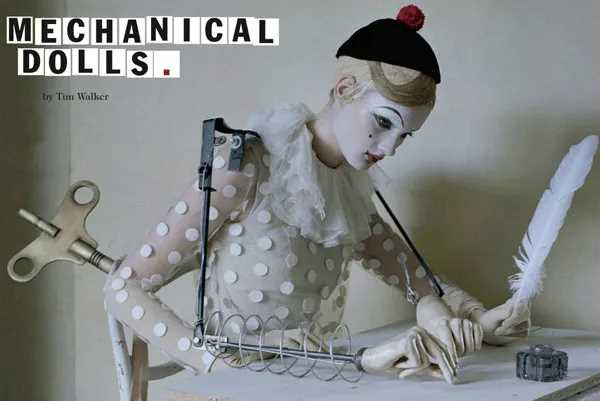 MECHANICAL
DOLLS.
by Tim Walker